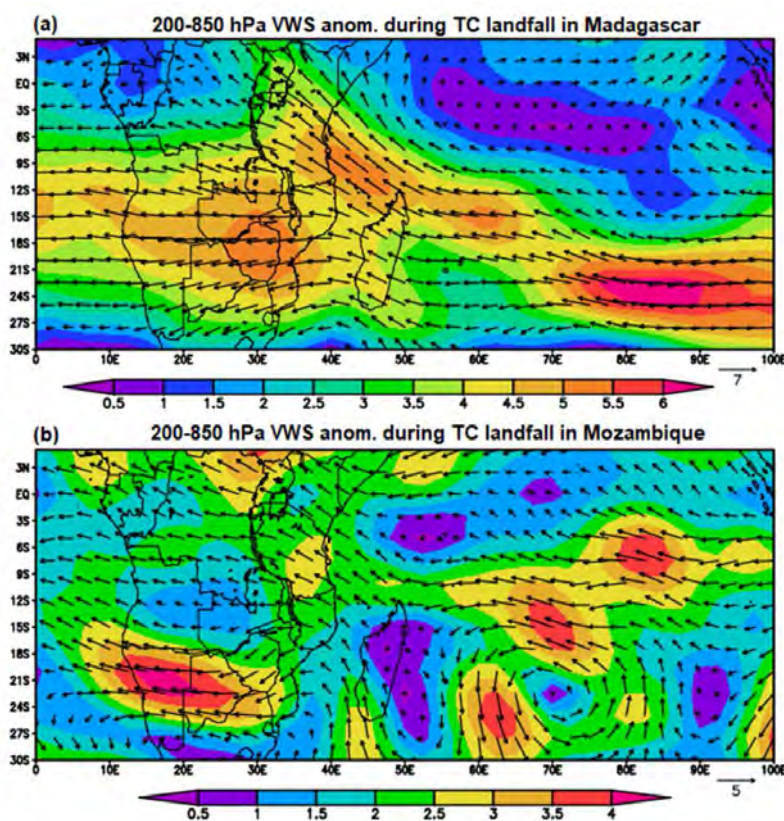 (a) 200-850 hPa VWS anom. during TC landfall in Madagascar
3N
EQ
3S
6S
9S
12S
15S
18S
21S
24S
27S
30S
0 10E 20E 30E 40E 50E 60E 70E 80E 90E 100E
7
0.5 1 1.5 2 2.5 3 3.5 4 4.5 5 5.5 6
(b) 200-850 hPa VWS anom. during TC landfall in Mozambique
3N
EQ
3S
6S
9S
12S
15S
18S
21S
24S
27S
30S
0 10E 20E 30E 40E 50E 60E 70E 80E 90E 100E
5
0.5 1 1.5 2 2.5 3 3.5 4